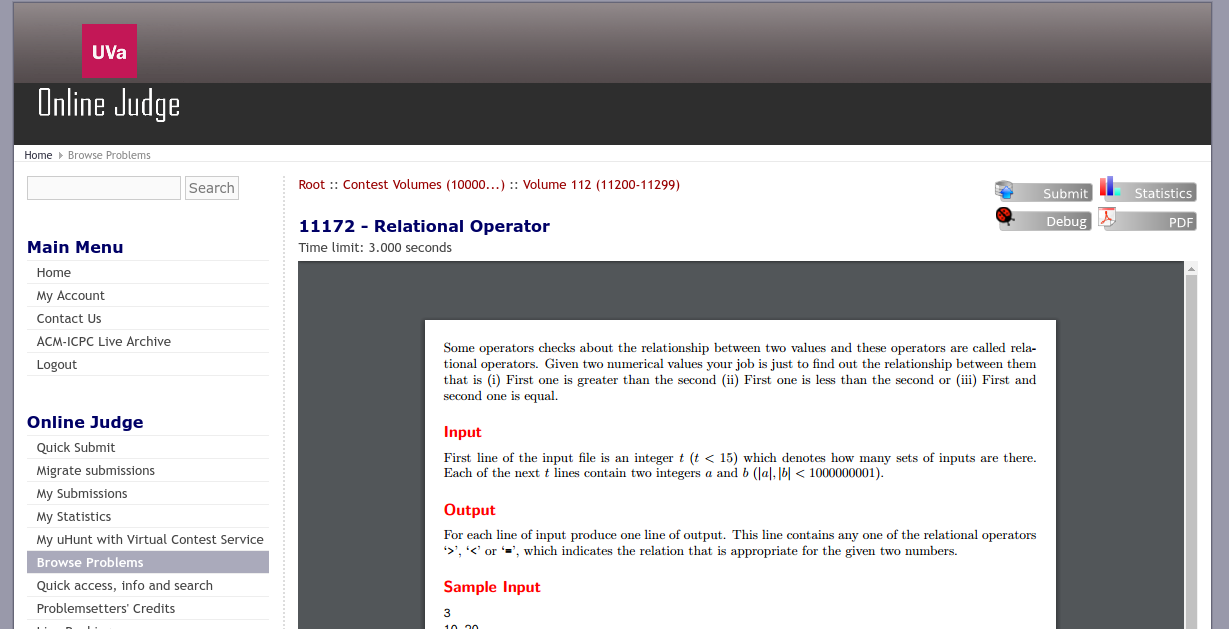 UVa
Online Judge
Home Browse Problems
Search
Root :: Contest Volumes (10000...) :: Volume 112 (11200-11299)
Submit
Statistics
Debug
PDF
11172 - Relational Operator
Time limit: 3.000 seconds
Main Menu
Home
My Account
Contact Us
ACM-ICPC Live Archive
Logout
Online Judge
Quick Submit
Migrate submissions
My Submissions
My Statistics
My uHunt with Virtual Contest Service
Browse Problems
Quick access, info and search
Problemsetters' Credits
Some operators checks about the relationship between two values and these operators are called rela-
tional operators. Given two numerical values your job is just to find out the relationship between them
that is (i) First one is greater than the second (ii) First one is less than the second or (iii) First and
second one is equal.
Input
First line of the input file is an integer t (t < 15) which denotes how many sets of inputs are there.
Each of the next t lines contain two integers a and b (|a|, |b| < 1000000001).
Output
For each line of input produce one line of output. This line contains any one of the relational operators
‘>’, ‘<’ or ‘=’, which indicates the relation that is appropriate for the given two numbers.
Sample Input
3
10 20